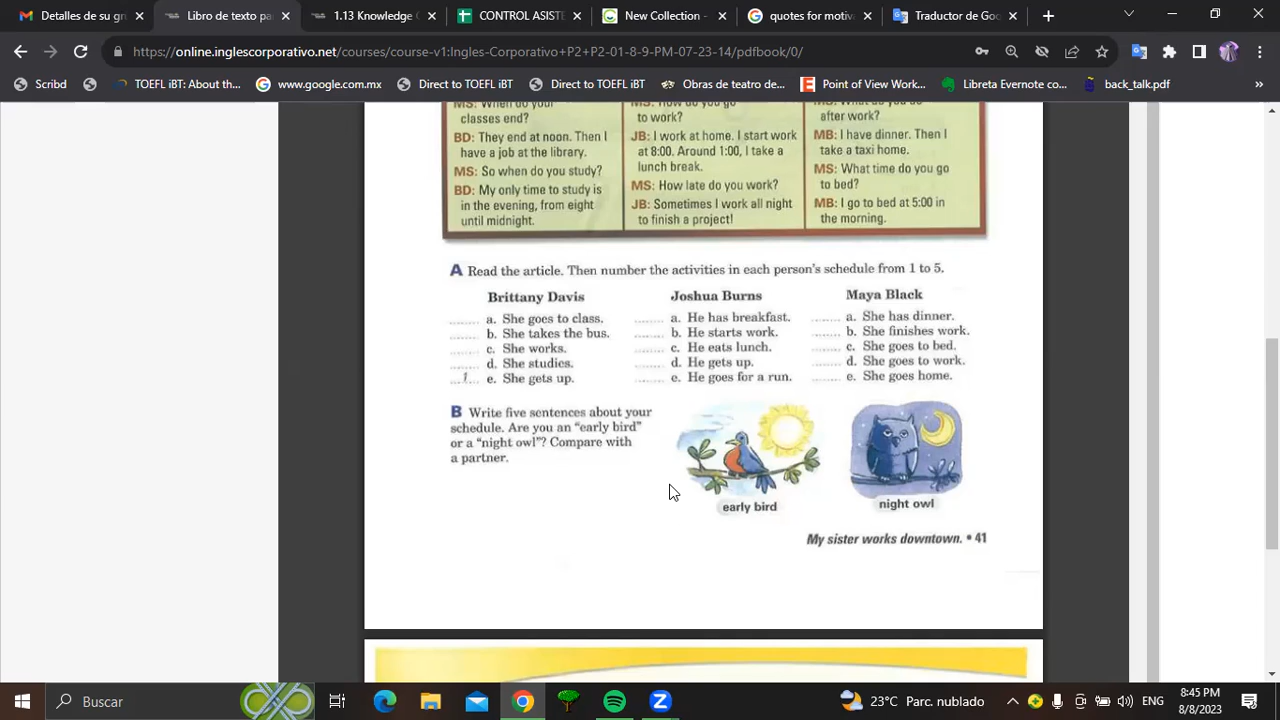 Detalles de su gr
Libro de texto pa
1.13 Knowledge
CONTROL ASIST
New Collection -
quotes for motiv
Traductor de Goo
https://online.inglescorporativo.net/courses/course-v1:Ingles-Corporativo+P2+P2-01-8-9-PM-07-23-14/pdfbook/0/
Scribd
TOEFL iBT: About th...
www.google.com.mx
Direct to TOEFL iBT
Direct to TOEFL iBT
Obras de teatro de...
Point of View Work...
Libreta Evernote co...
back_talk.pdf
»
MS: When do your
classes end?
BD: They end at noon. Then I
have a job at the library.
MS: So when do you study?
BD: My only time to study is
in the evening, from eight
until midnight.
MS: How do you go
to work?
JB: I work at home. I start work
at 8:00. Around 1:00, I take a
lunch break.
MS: How late do you work?
JB: Sometimes I work all night
to finish a project!
MS: What do you do
after work?
MB: I have dinner. Then I
take a taxi home.
MS: What time do you go
to bed?
MB: I go to bed at 5:00 in
the morning.
A Read the article. Then number the activities in each person's schedule from 1 to 5.
Brittany Davis
a. She goes to class.
b. She takes the bus.
c. She works.
d. She studies.
1 e. She gets up.
Joshua Burns
a. He has breakfast.
b. He starts work.
c. He eats lunch.
d. He gets up.
e. He goes for a run.
Maya Black
a. She has dinner.
b. She finishes work.
c. She goes to bed.
d. She goes to work.
e. She goes home.
B Write five sentences about your
schedule. Are you an "early bird"
or a "night owl"? Compare with
a partner.
early bird
night owl
My sister works downtown. • 41
Buscar
23°C Parc. nublado
ENG
8:45 PM
8/8/2023